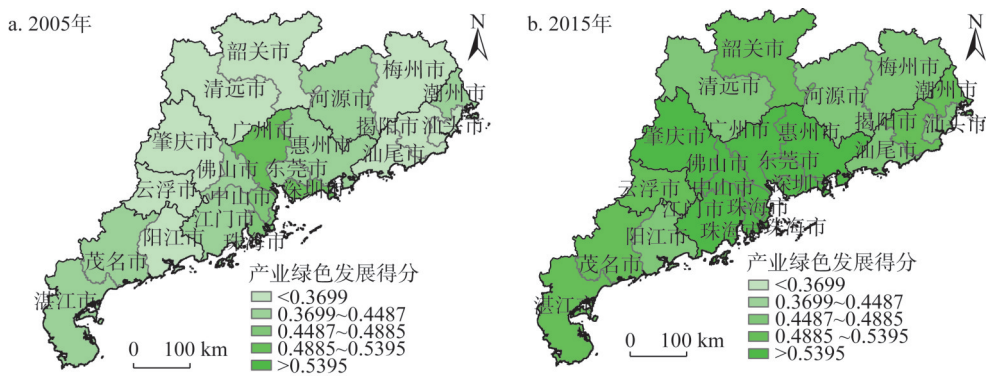 a. 2005年
N
韶关市
清远市
梅州市
河源市
潮州市
揭阳市
汕头市
广州市
肇庆市
惠州市
汕尾市
佛山市
东莞市
深圳市
云浮市
中山市
江门市
阳江市
珠海市
茂名市
湛江市
产业绿色发展得分
<0.3699
0.3699~0.4487
0.4487~0.4885
0.4885~0.5395
>0.5395
0 100 km
b. 2015年
N
韶关市
梅州市
清远市
河源市
潮州市
揭阳市
汕头市
广州市
肇庆市
惠州市
汕尾市
佛山市
东莞市
云浮市
中山市
深圳市
江门市
珠海市
珠海市
珠海市
阳江市
茂名市
湛江市
产业绿色发展得分
<0.3699
0.3699~0.4487
0.4487~0.4885
0.4885 ~0.5395
>0.5395
0 100 km